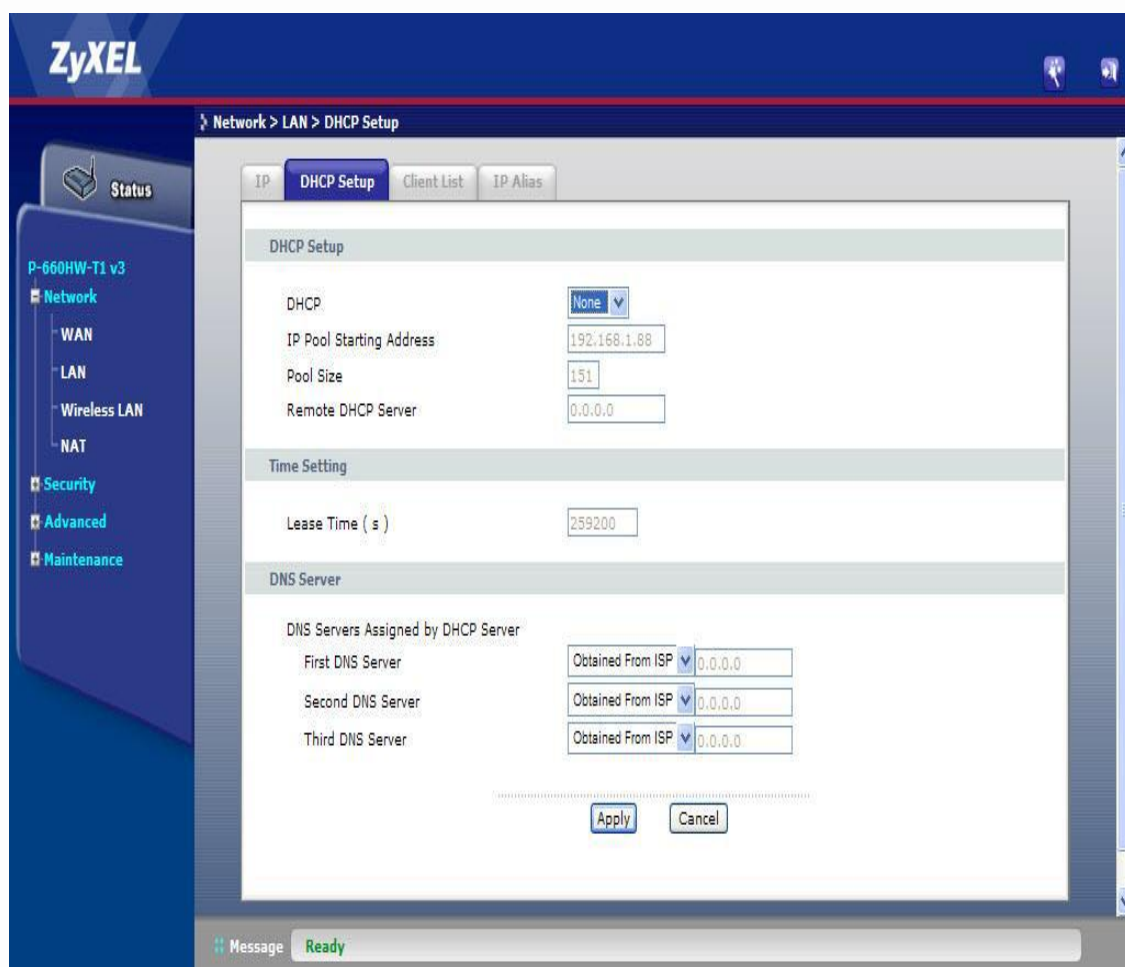 ZyXEL
Network > LAN > DHCP Setup
Status
P-660HW-T1 v3
Network
WAN
LAN
Wireless LAN
NAT
Security
Advanced
Maintenance
IP DHCP Setup Client List IP Alias
DHCP Setup
DHCP None
IP Pool Starting Address 192.168.1.88
Pool Size 151
Remote DHCP Server 0.0.0.0
Time Setting
Lease Time ( s ) 259200
DNS Server
DNS Servers Assigned by DHCP Server
First DNS Server Obtained From ISP 0.0.0.0
Second DNS Server Obtained From ISP 0.0.0.0
Third DNS Server Obtained From ISP 0.0.0.0
Apply Cancel
Message Ready